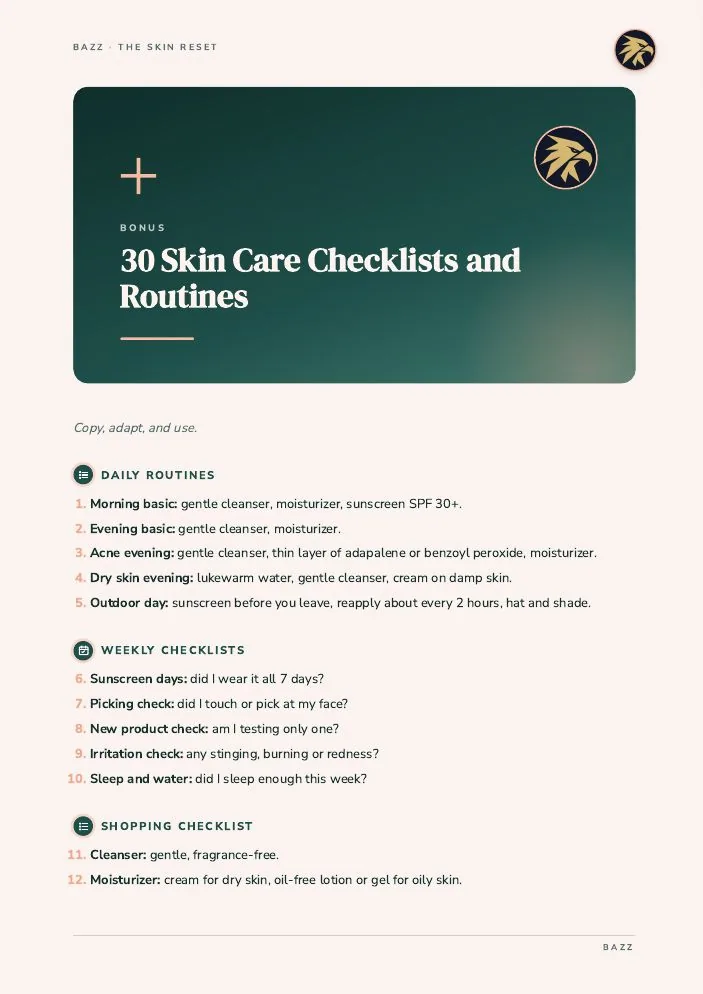 BAZZ · THE SKIN RESET
BONUS
30 Skin Care Checklists and
Routines
Copy, adapt, and use.
DAILY ROUTINES
1. Morning basic: gentle cleanser, moisturizer, sunscreen SPF 30+.
2. Evening basic: gentle cleanser, moisturizer.
3. Acne evening: gentle cleanser, thin layer of adapalene or benzoyl peroxide, moisturizer.
4. Dry skin evening: lukewarm water, gentle cleanser, cream on damp skin.
5. Outdoor day: sunscreen before you leave, reapply about every 2 hours, hat and shade.
WEEKLY CHECKLISTS
6. Sunscreen days: did I wear it all 7 days?
7. Picking check: did I touch or pick at my face?
8. New product check: am I testing only one?
9. Irritation check: any stinging, burning or redness?
10. Sleep and water: did I sleep enough this week?
SHOPPING CHECKLIST
11. Cleanser: gentle, fragrance-free.
12. Moisturizer: cream for dry skin, oil-free lotion or gel for oily skin.
BAZZ